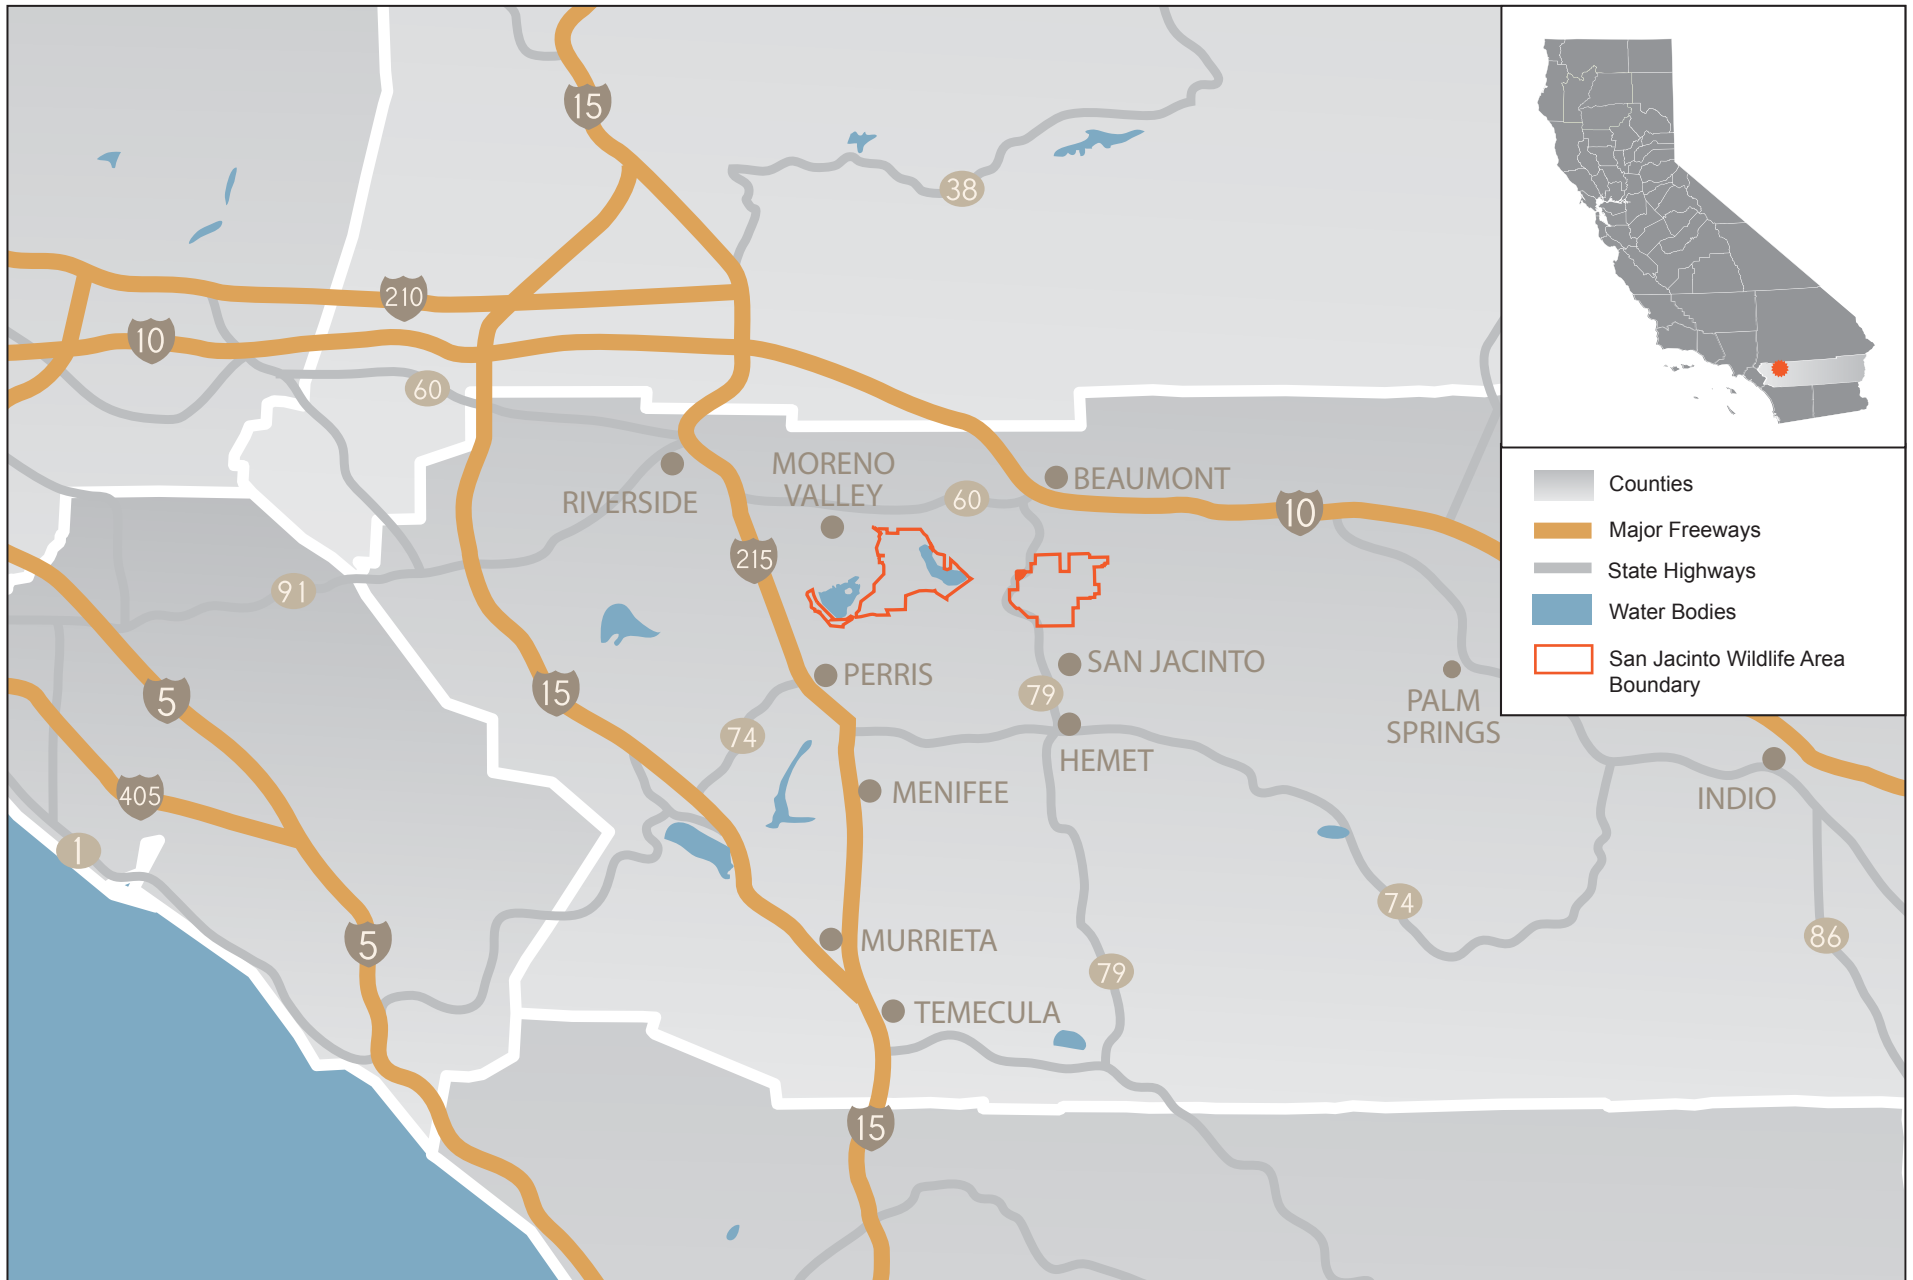 15
38
210
10
60
RIVERSIDE
MORENO
VALLEY
60
BEAUMONT
10
215
91
5
15
PERRIS
SAN JACINTO
79
74
HEMET
PALM
SPRINGS
405
MENIFEE
INDIO
1
74
5
MURRIETA
86
79
TEMECULA
15
Counties
Major Freeways
State Highways
Water Bodies
San Jacinto Wildlife Area
Boundary